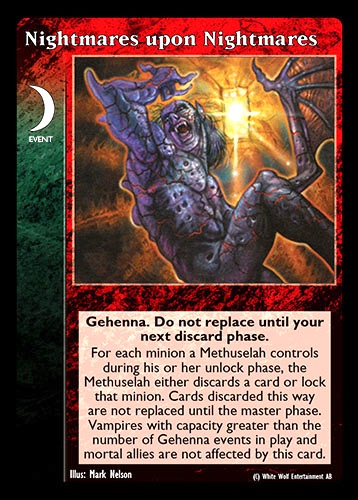 Nightmares upon Nightmares
EVENT
Gehenna. Do not replace until your
next discard phase.
For each minion a Methuselah controls
during his or her unlock phase, the
Methuselah either discards a card or lock
that minion. Cards discarded this way
are not replaced until the master phase.
Vampires with capacity greater than the
number of Gehenna events in play and
mortal allies are not affected by this card.
Illus: Mark Nelson
(C) White Wolf Entertainment AB